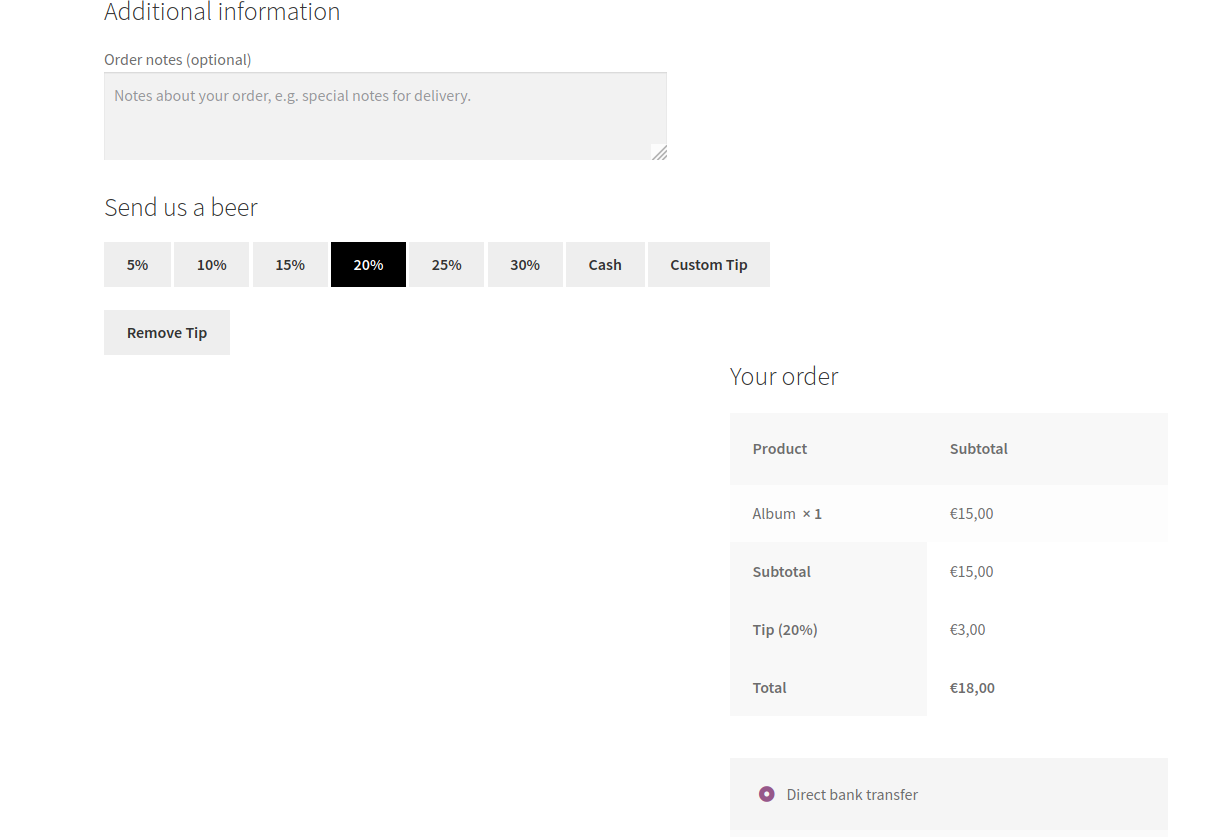 Additional information
Order notes (optional)
Notes about your order, e.g. special notes for delivery.
Send us a beer
5% 10% 15% 20% 25% 30% Cash Custom Tip
Remove Tip
Your order
Product Subtotal
Album × 1 €15,00
Subtotal €15,00
Tip (20%) €3,00
Total €18,00
Direct bank transfer